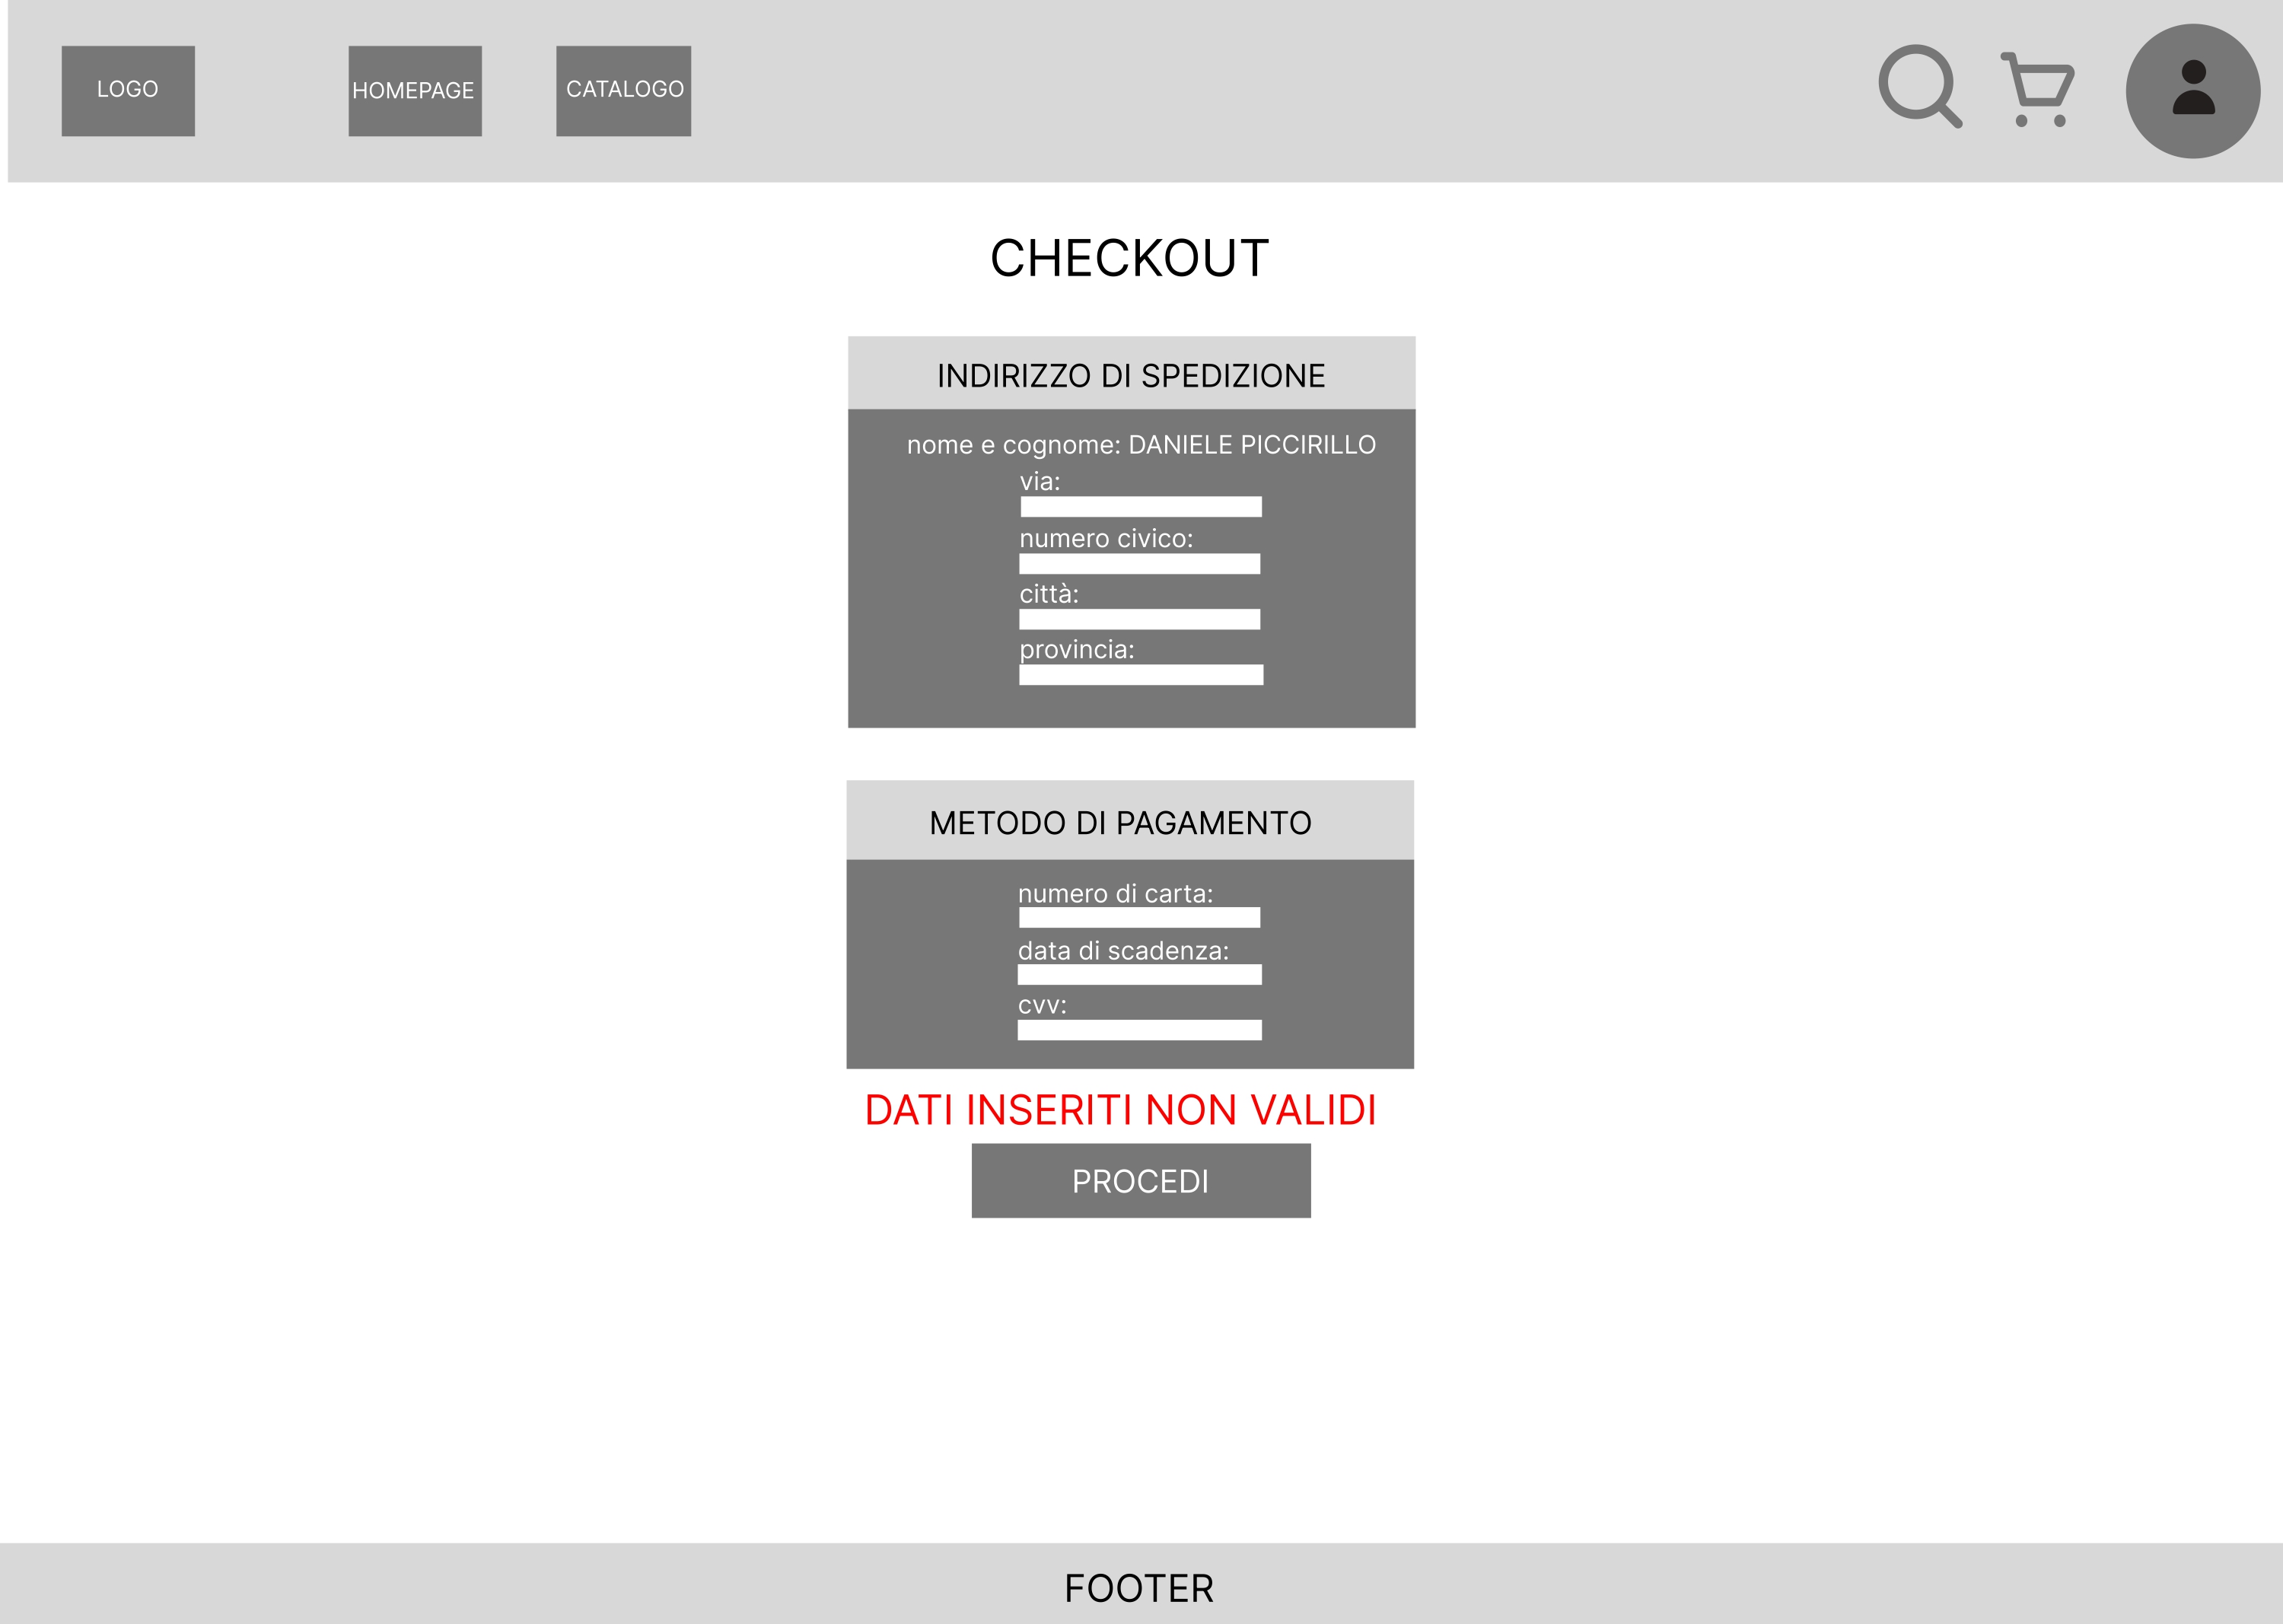 LOGO
HOMEPAGE
CATALOGO
CHECKOUT
INDIRIZZO DI SPEDIZIONE
nome e cognome: DANIELE PICCIRILLO
via:
numero civico:
città:
provincia:
METODO DI PAGAMENTO
numero di carta:
data di scadenza:
cvv:
DATI INSERITI NON VALIDI
PROCEDI
FOOTER